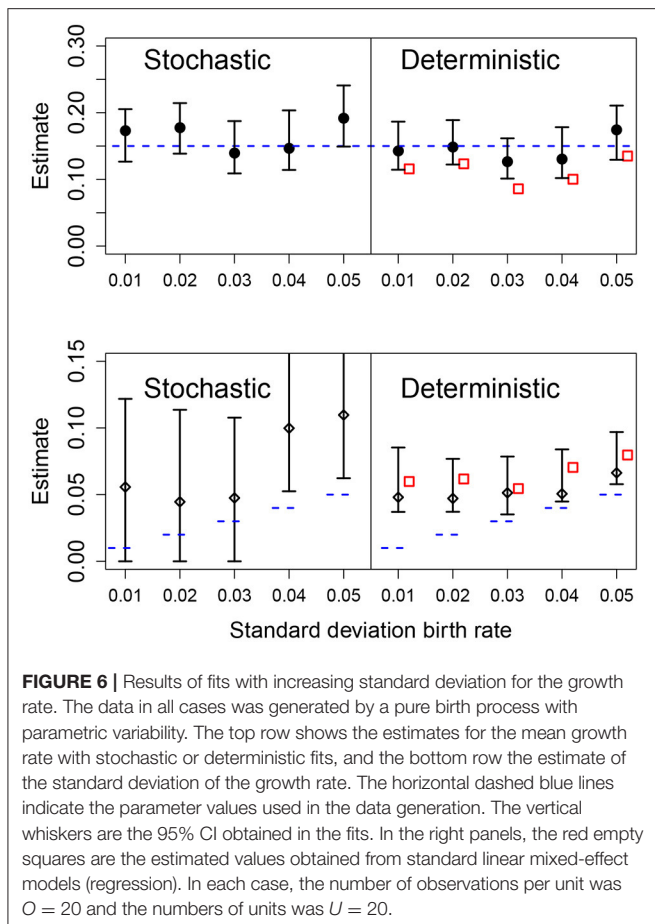 Stochastic Deterministic
Estimate
0.00 0.10 0.20 0.30
0.01 0.02 0.03 0.04 0.05 0.01 0.02 0.03 0.04 0.05
Stochastic Deterministic
Estimate
0.00 0.05 0.10 0.15
0.01 0.02 0.03 0.04 0.05 0.01 0.02 0.03 0.04 0.05
Standard deviation birth rate
FIGURE 6 | Results of fits with increasing standard deviation for the growth
rate. The data in all cases was generated by a pure birth process with
parametric variability. The top row shows the estimates for the mean growth
rate with stochastic or deterministic fits, and the bottom row the estimate of
the standard deviation of the growth rate. The horizontal dashed blue lines
indicate the parameter values used in the data generation. The vertical
whiskers are the 95% CI obtained in the fits. In the right panels, the red empty
squares are the estimated values obtained from standard linear mixed-effect
models (regression). In each case, the number of observations per unit was
O = 20 and the numbers of units was U = 20.